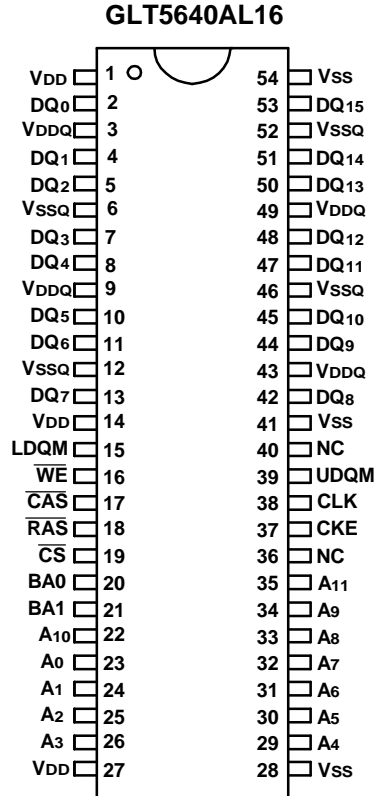 GLT5640AL16
VDD 1 54 VSS
DQ0 2 53 DQ15
VDDQ 3 52 VSSQ
DQ1 4 51 DQ14
DQ2 5 50 DQ13
VSSQ 6 49 VDDQ
DQ3 7 48 DQ12
DQ4 8 47 DQ11
VDDQ 9 46 VSSQ
DQ5 10 45 DQ10
DQ6 11 44 DQ9
VSSQ 12 43 VDDQ
DQ7 13 42 DQ8
VDD 14 41 VSS
LDQM 15 40 NC
W̅E̅ 16 39 UDQM
C̅A̅S̅ 17 38 CLK
R̅A̅S̅ 18 37 CKE
C̅S̅ 19 36 NC
BA0 20 35 A11
BA1 21 34 A9
A10 22 33 A8
A0 23 32 A7
A1 24 31 A6
A2 25 30 A5
A3 26 29 A4
VDD 27 28 VSS